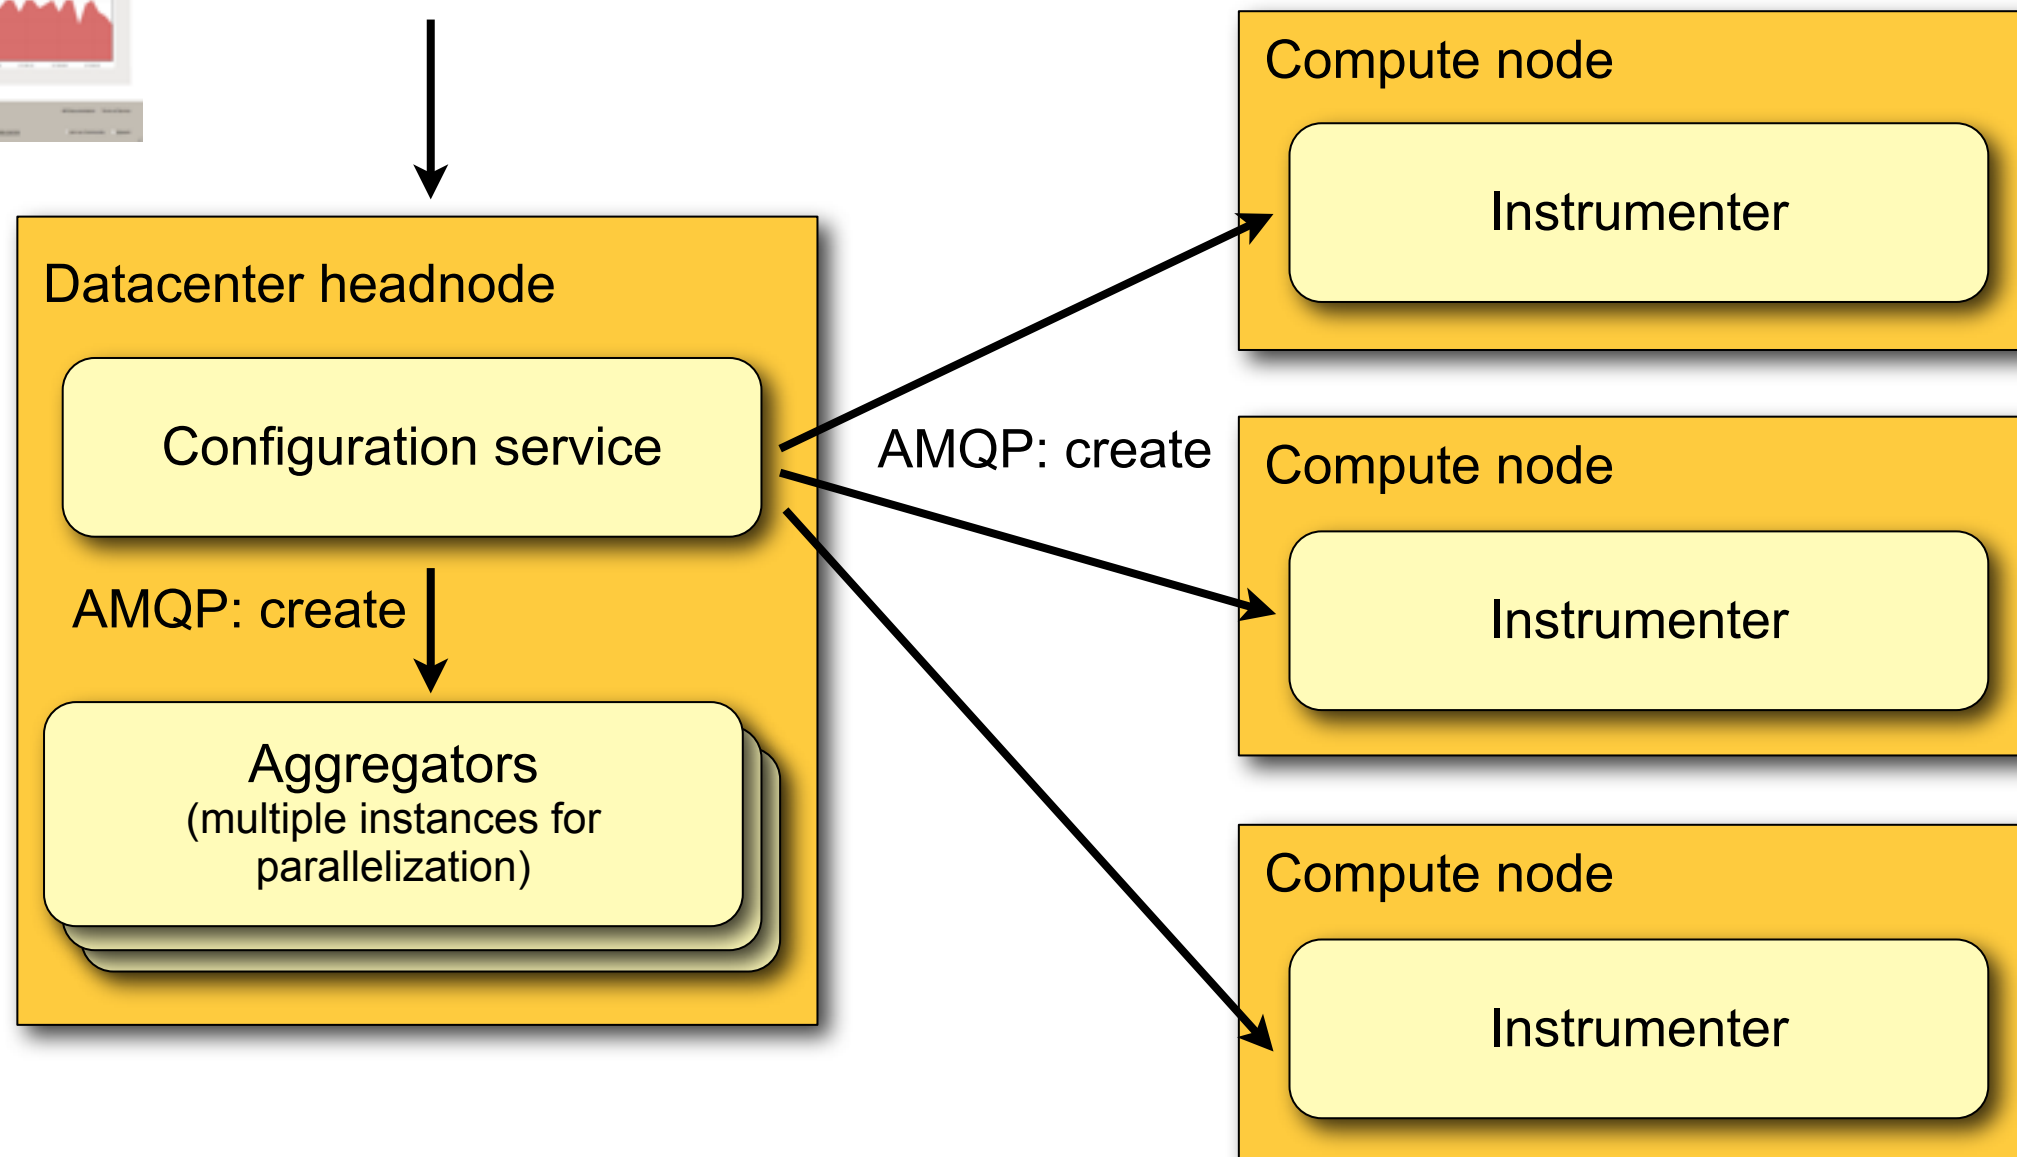 Datacenter headnode
Configuration service
AMQP: create
Aggregators
(multiple instances for
parallelization)
AMQP: create
Compute node
Instrumenter
Compute node
Instrumenter
Compute node
Instrumenter